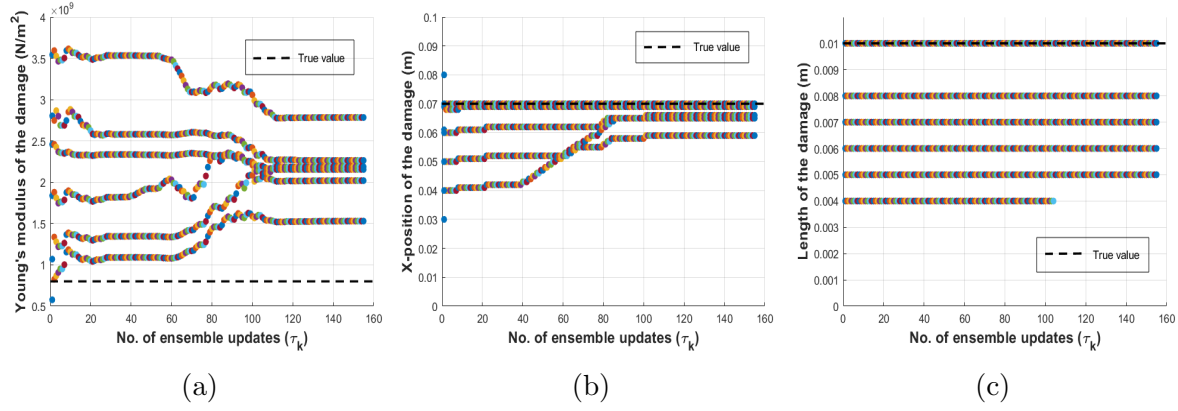 4 × 10⁹
3.5
3
2.5
2
1.5
1
0.5
0 20 40 60 80 100 120 140 160
Young's modulus of the damage (N/m²)
No. of ensemble updates (τₖ)
True value
(a)
0.1
0.09
0.08
0.07
0.06
0.05
0.04
0.03
0.02
0.01
0
0 20 40 60 80 100 120 140 160
X-position of the damage (m)
No. of ensemble updates (τₖ)
True value
(b)
0.01
0.008
0.007
0.006
0.005
0.004
0.003
0.002
0.001
0
0 20 40 60 80 100 120 140 160
Length of the damage (m)
No. of ensemble updates (τₖ)
True value
(c)